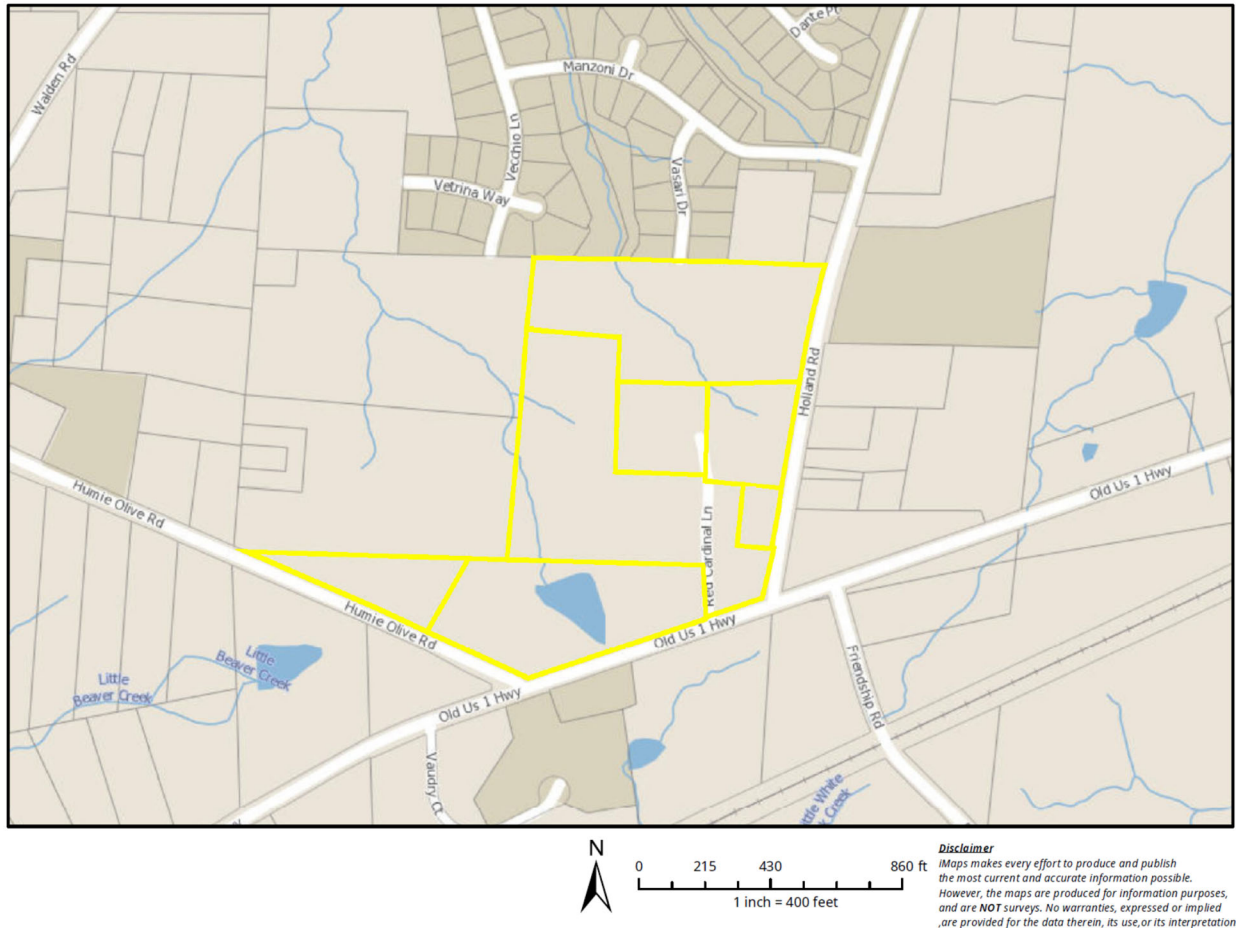 Dante Pl
Walden Rd
Manzoni Dr
Vecchio Ln
Vasari Dr
Vetrina Way
Holland Rd
Old Us 1 Hwy
Humie Olive Rd
Red Cardinal Ln
Humie Olive Rd
Old Us 1 Hwy
Little
Beaver Creek
Little
Beaver Creek
Friendship Rd
Old Us 1 Hwy
Vaudry Ct
White
Creek
N
0 215 430 860 ft
1 inch = 400 feet
Disclaimer
iMaps makes every effort to produce and publish
the most current and accurate information possible.
However, the maps are produced for information purposes,
and are NOT surveys. No warranties, expressed or implied
,are provided for the data therein, its use,or its interpretation